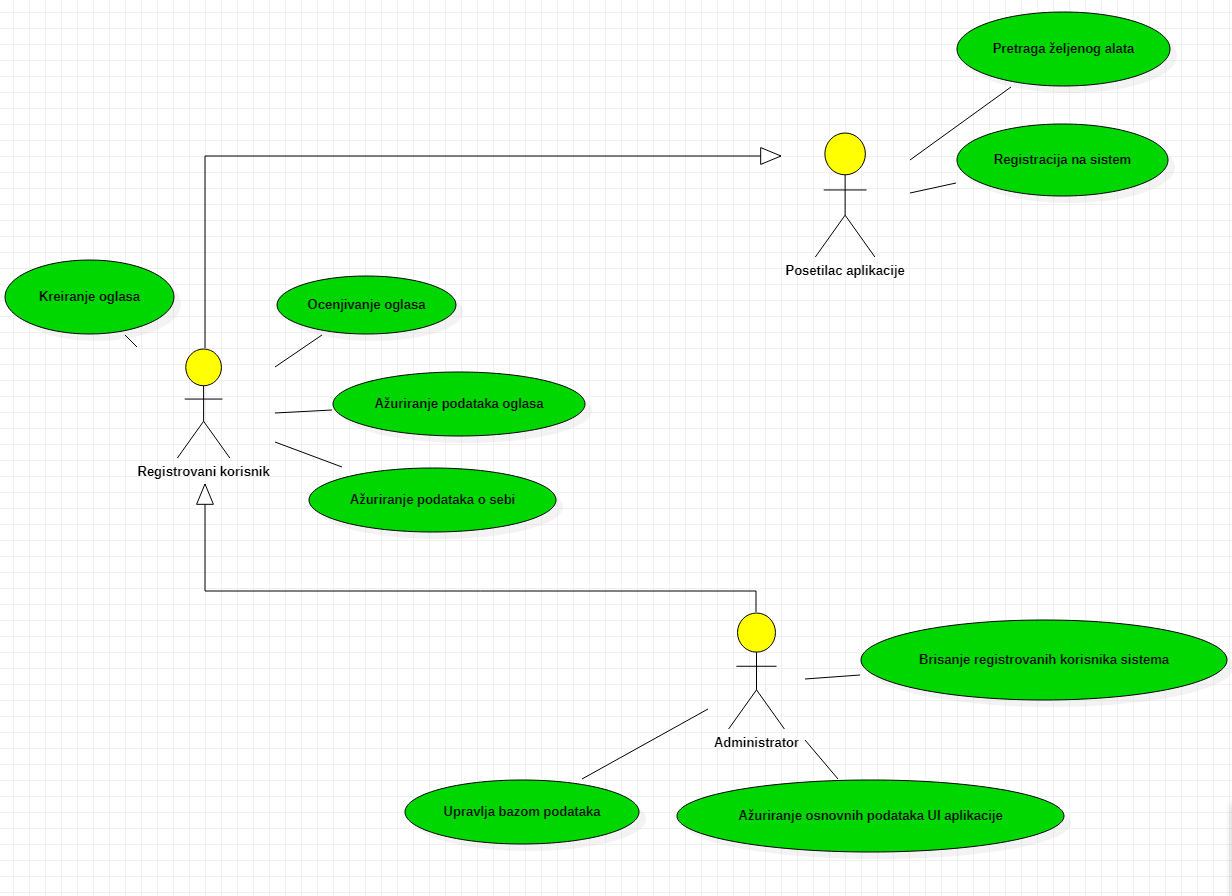 Pretraga željenog alata
Registracija na sistem
Posetilac aplikacije
Kreiranje oglasa
Ocenjivanje oglasa
Ažuriranje podataka oglasa
Registrovani korisnik
Ažuriranje podataka o sebi
Brisanje registrovanih korisnika sistema
Administrator
Upravlja bazom podataka
Ažuriranje osnovnih podataka UI aplikacije